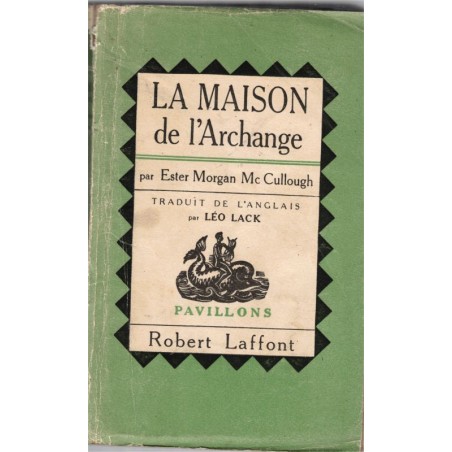 LA MAISON
de l'Archange
par Ester Morgan Mc Cullough
TRADUIT DE L'ANGLAIS
par LÉO LACK
PAVILLONS
Robert Laffont